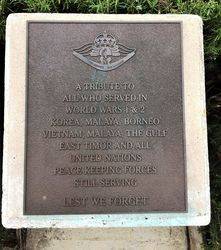 A TRIBUTE TO
ALL WHO SERVED IN
WORLD WARS 1 & 2
KOREA, MALAYA, BORNEO
VIETNAM, MALAYA, THE GULF
EAST TIMOR AND ALL
UNITED NATIONS
PEACE KEEPING FORCES
STILL SERVING
LEST WE FORGET